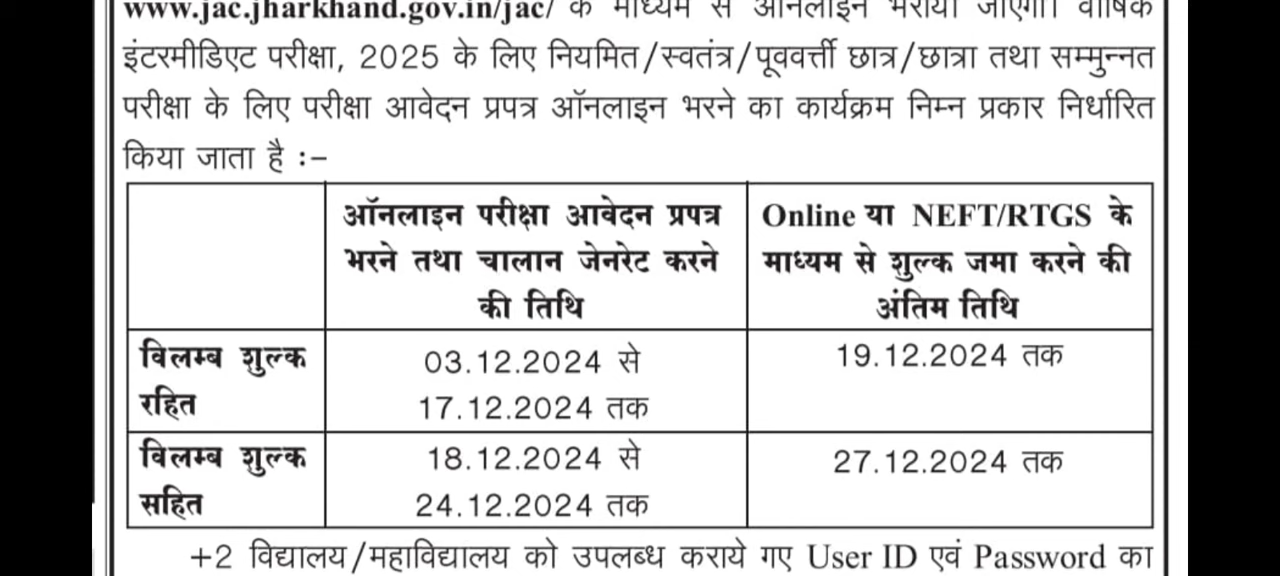 www.jac.jharkhand.gov.in/jac/ के माध्यम से ऑनलाइन भराया जाएगा। वार्षिक
इंटरमीडिएट परीक्षा, 2025 के लिए नियमित/स्वतंत्र/पूववर्त्ती छात्र/छात्रा तथा सम्मुन्नत
परीक्षा के लिए परीक्षा आवेदन प्रपत्र ऑनलाइन भरने का कार्यक्रम निम्न प्रकार निर्धारित
किया जाता है :–
ऑनलाइन परीक्षा आवेदन प्रपत्र
भरने तथा चालान जेनरेट करने
की तिथि
Online या NEFT/RTGS के
माध्यम से शुल्क जमा करने की
अंतिम तिथि
विलम्ब शुल्क
रहित
03.12.2024 से
17.12.2024 तक
19.12.2024 तक
विलम्ब शुल्क
सहित
18.12.2024 से
24.12.2024 तक
27.12.2024 तक
+2 विद्यालय/महाविद्यालय को उपलब्ध कराये गए User ID एवं Password का